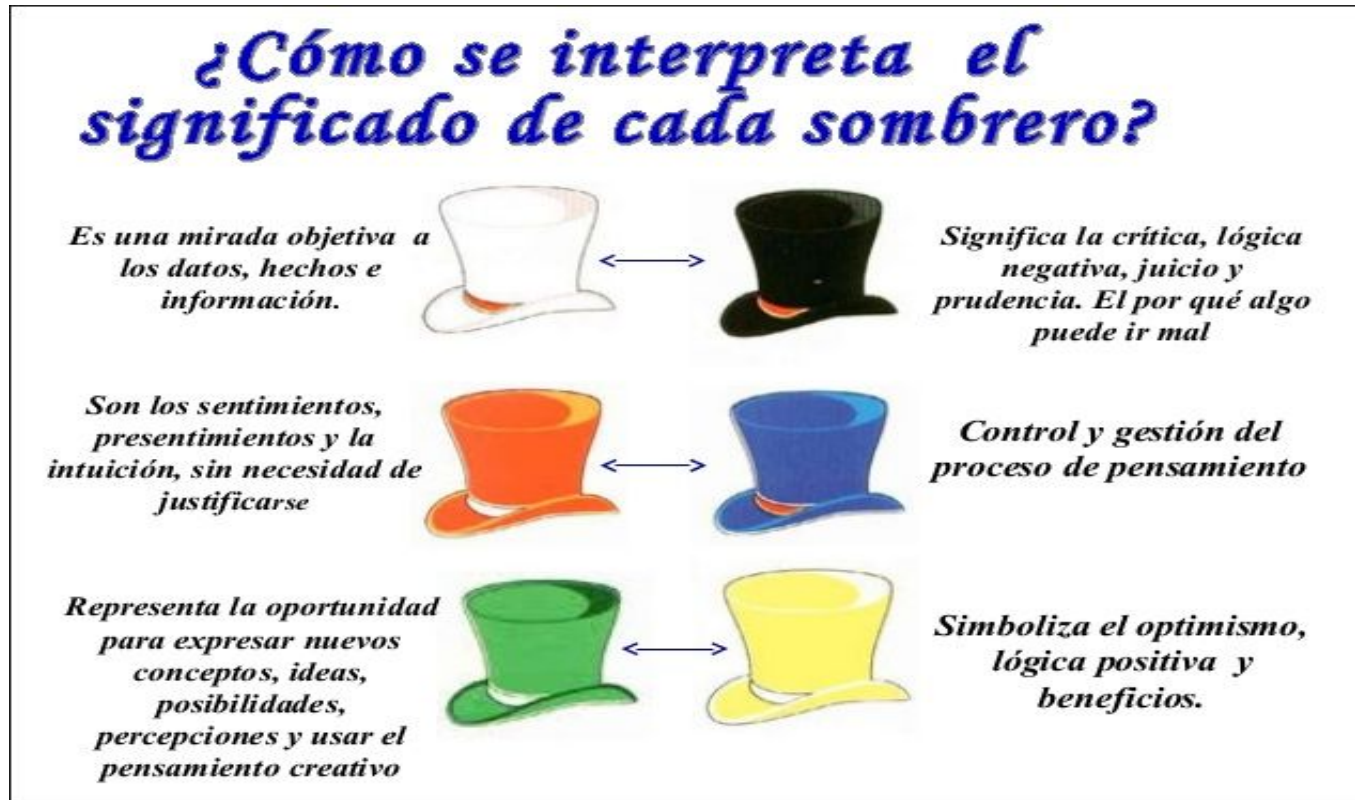 ¿Cómo se interpreta el
significado de cada sombrero?
Es una mirada objetiva a
los datos, hechos e
información.
Significa la crítica, lógica
negativa, juicio y
prudencia. El por qué algo
puede ir mal
Son los sentimientos,
presentimientos y la
intuición, sin necesidad de
justificarse
Control y gestión del
proceso de pensamiento
Representa la oportunidad
para expresar nuevos
conceptos, ideas,
posibilidades,
percepciones y usar el
pensamiento creativo
Simboliza el optimismo,
lógica positiva y
beneficios.